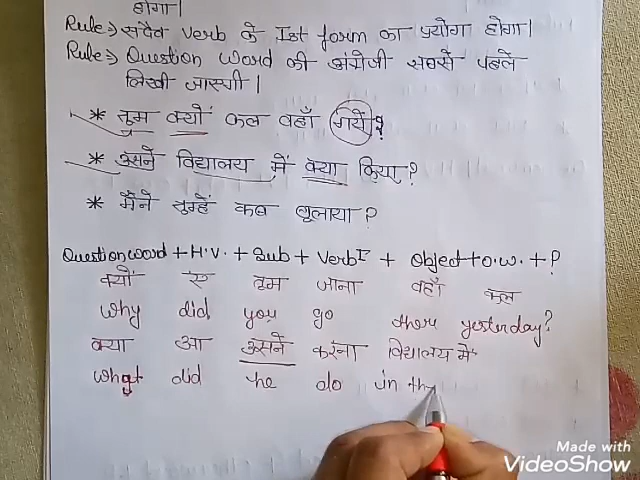 होगा।
Rule⇒ सदैव verb के Ist form का प्रयोग होगा।
Rule⇒ Question word की अंग्रेजी सबसे पहले
लिखी जाएगी।
* तुम क्यों कल वहाँ गये?
* उसने विद्यालय में क्या किया?
* मैंने तुम्हें कब बुलाया?
Question word + H.V. + Sub + Verb I + Object + o.w. + ?
क्यों तुम जाना वहाँ कल
why did you go there yesterday?
क्या उसने करना विद्यालय में
what did he do in th
Made with
VideoShow